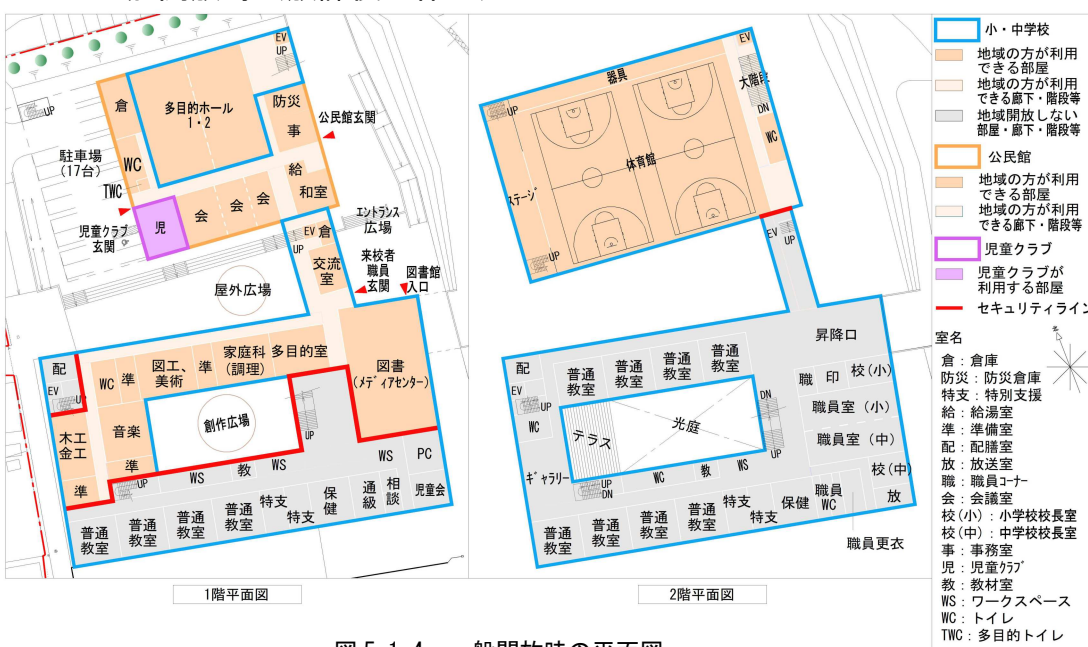 EV
UP
UP
倉
多目的ホール
1・2
防災
事
公民館玄関
駐車場
(17台)
WC
TWC
給
和室
会
会
会
児
児童クラブ
玄関
エントランス
広場
EV
倉
UP
交流
室
来校者
職員
玄関
図書館
入口
屋外広場
配
EV
UP
WC
準
図工、
美術
準
家庭科
(調理)
多目的室
図書
(メディアセンター)
木工
金工
音楽
準
準
創作広場
UP
UP
WS
教
WS
WS
PC
普通
教室
普通
教室
普通
教室
普通
教室
特支
特支
保
健
通
級
相
談
児童会
1階平面図
EV
器具
大階段
UP
DN
WC
体育館
ステージ
UP
EV
UP
昇降口
配
EV
UP
WC
普通
教室
普通
教室
普通
教室
普通
教室
職
印
校(小)
職員室(小)
職員室(中)
校(中)
放
DN
UP
テラス
光庭
ギャラリー
UP
DN
WC
教
WS
普通
教室
普通
教室
普通
教室
普通
教室
特支
特支
保健
職員
WC
職員更衣
2階平面図
小・中学校
地域の方が利用
できる部屋
地域の方が利用
できる廊下・階段等
地域開放しない
部屋・廊下・階段等
公民館
地域の方が利用
できる部屋
地域の方が利用
できる廊下・階段等
児童クラブ
児童クラブが
利用する部屋
セキュリティライン
室名
倉：倉庫
防災：防災倉庫
特支：特別支援
給：給湯室
準：準備室
配：配膳室
放：放送室
職：職員コーナー
会：会議室
校(小)：小学校校長室
校(中)：中学校校長室
事：事務室
児：児童クラブ
教：教材室
WS：ワークスペース
WC：トイレ
TWC：多目的トイレ
N